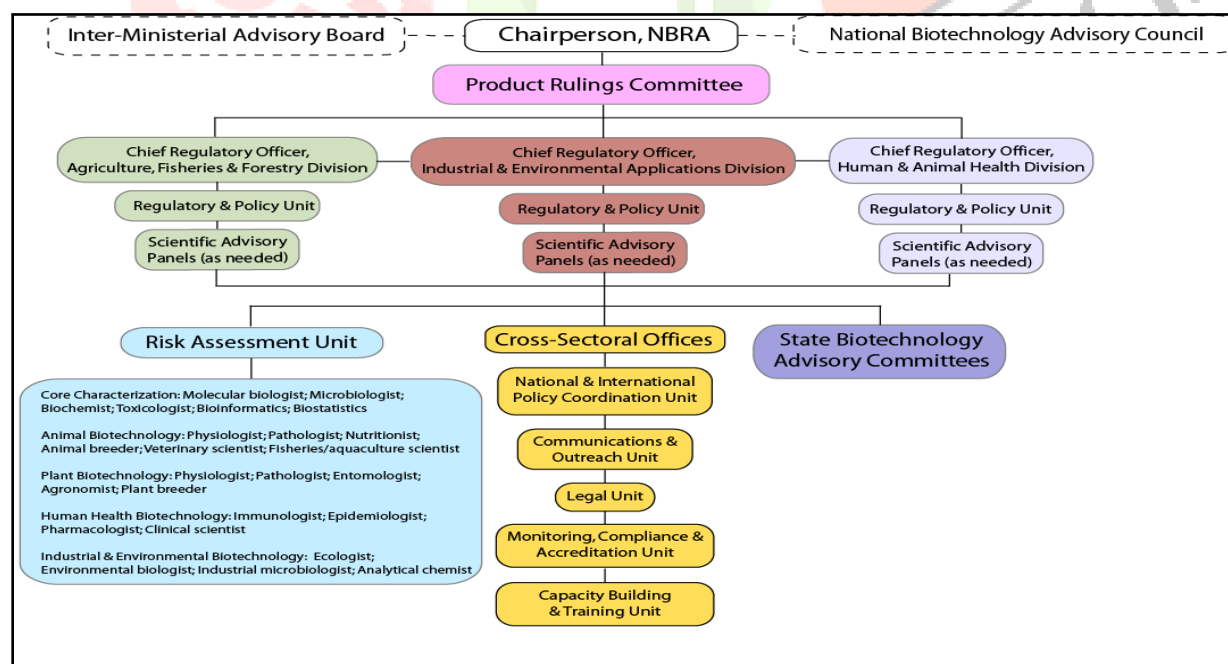 Inter-Ministerial Advisory Board
Chairperson, NBRA
National Biotechnology Advisory Council
Product Rulings Committee
Chief Regulatory Officer,
Agriculture, Fisheries & Forestry Division
Chief Regulatory Officer,
Industrial & Environmental Applications Division
Chief Regulatory Officer,
Human & Animal Health Division
Regulatory & Policy Unit
Regulatory & Policy Unit
Regulatory & Policy Unit
Scientific Advisory
Panels (as needed)
Scientific Advisory
Panels (as needed)
Scientific Advisory
Panels (as needed)
Risk Assessment Unit
Core Characterization: Molecular biologist; Microbiologist;
Biochemist; Toxicologist; Bioinformatics; Biostatistics
Animal Biotechnology: Physiologist; Pathologist; Nutritionist;
Animal breeder; Veterinary scientist; Fisheries/aquaculture scientist
Plant Biotechnology: Physiologist; Pathologist; Entomologist;
Agronomist; Plant breeder
Human Health Biotechnology: Immunologist; Epidemiologist;
Pharmacologist; Clinical scientist
Industrial & Environmental Biotechnology: Ecologist;
Environmental biologist; Industrial microbiologist; Analytical chemist
Cross-Sectoral Offices
National & International
Policy Coordination Unit
Communications &
Outreach Unit
Legal Unit
Monitoring, Compliance &
Accreditation Unit
Capacity Building
& Training Unit
State Biotechnology
Advisory Committees